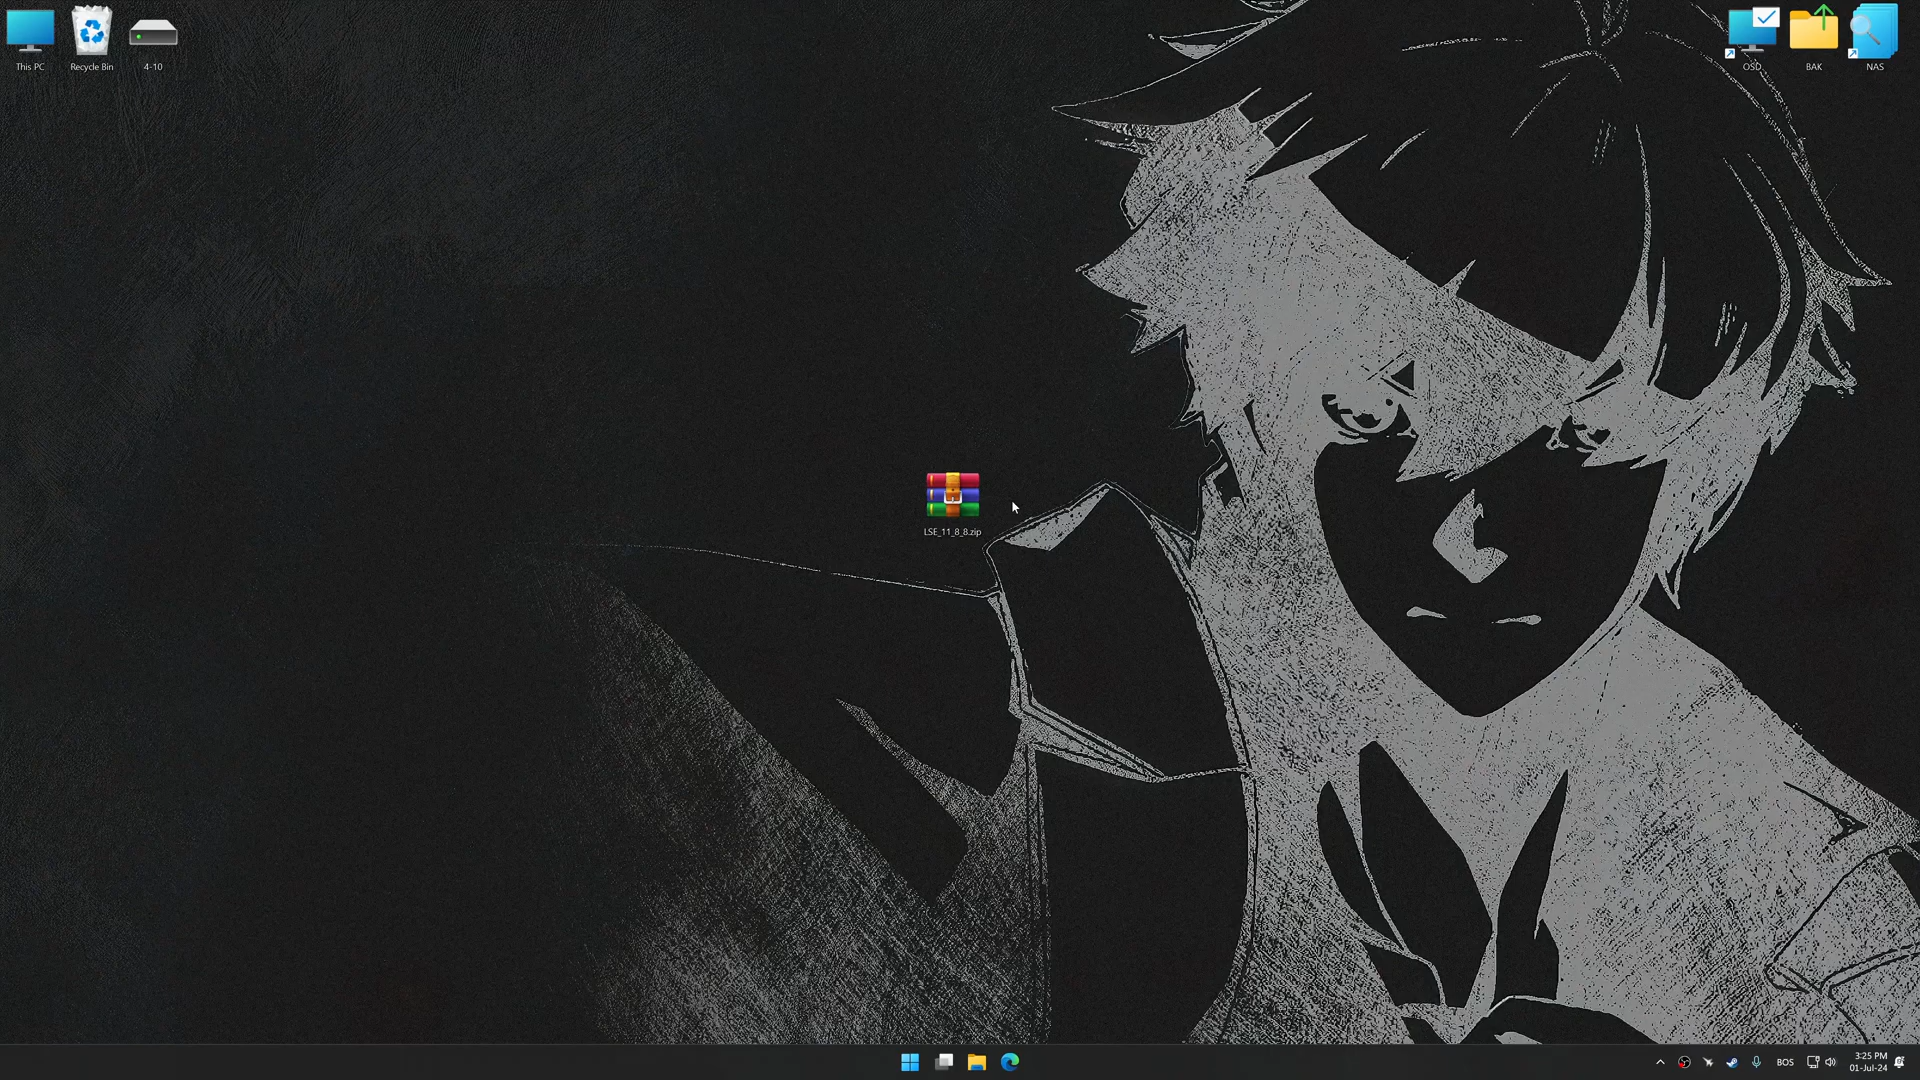 This PC
Recycle Bin
4-10
OSD
BAK
NAS
LSE_11_8_8.zip
BOS
3:25 PM
01-Jul-24